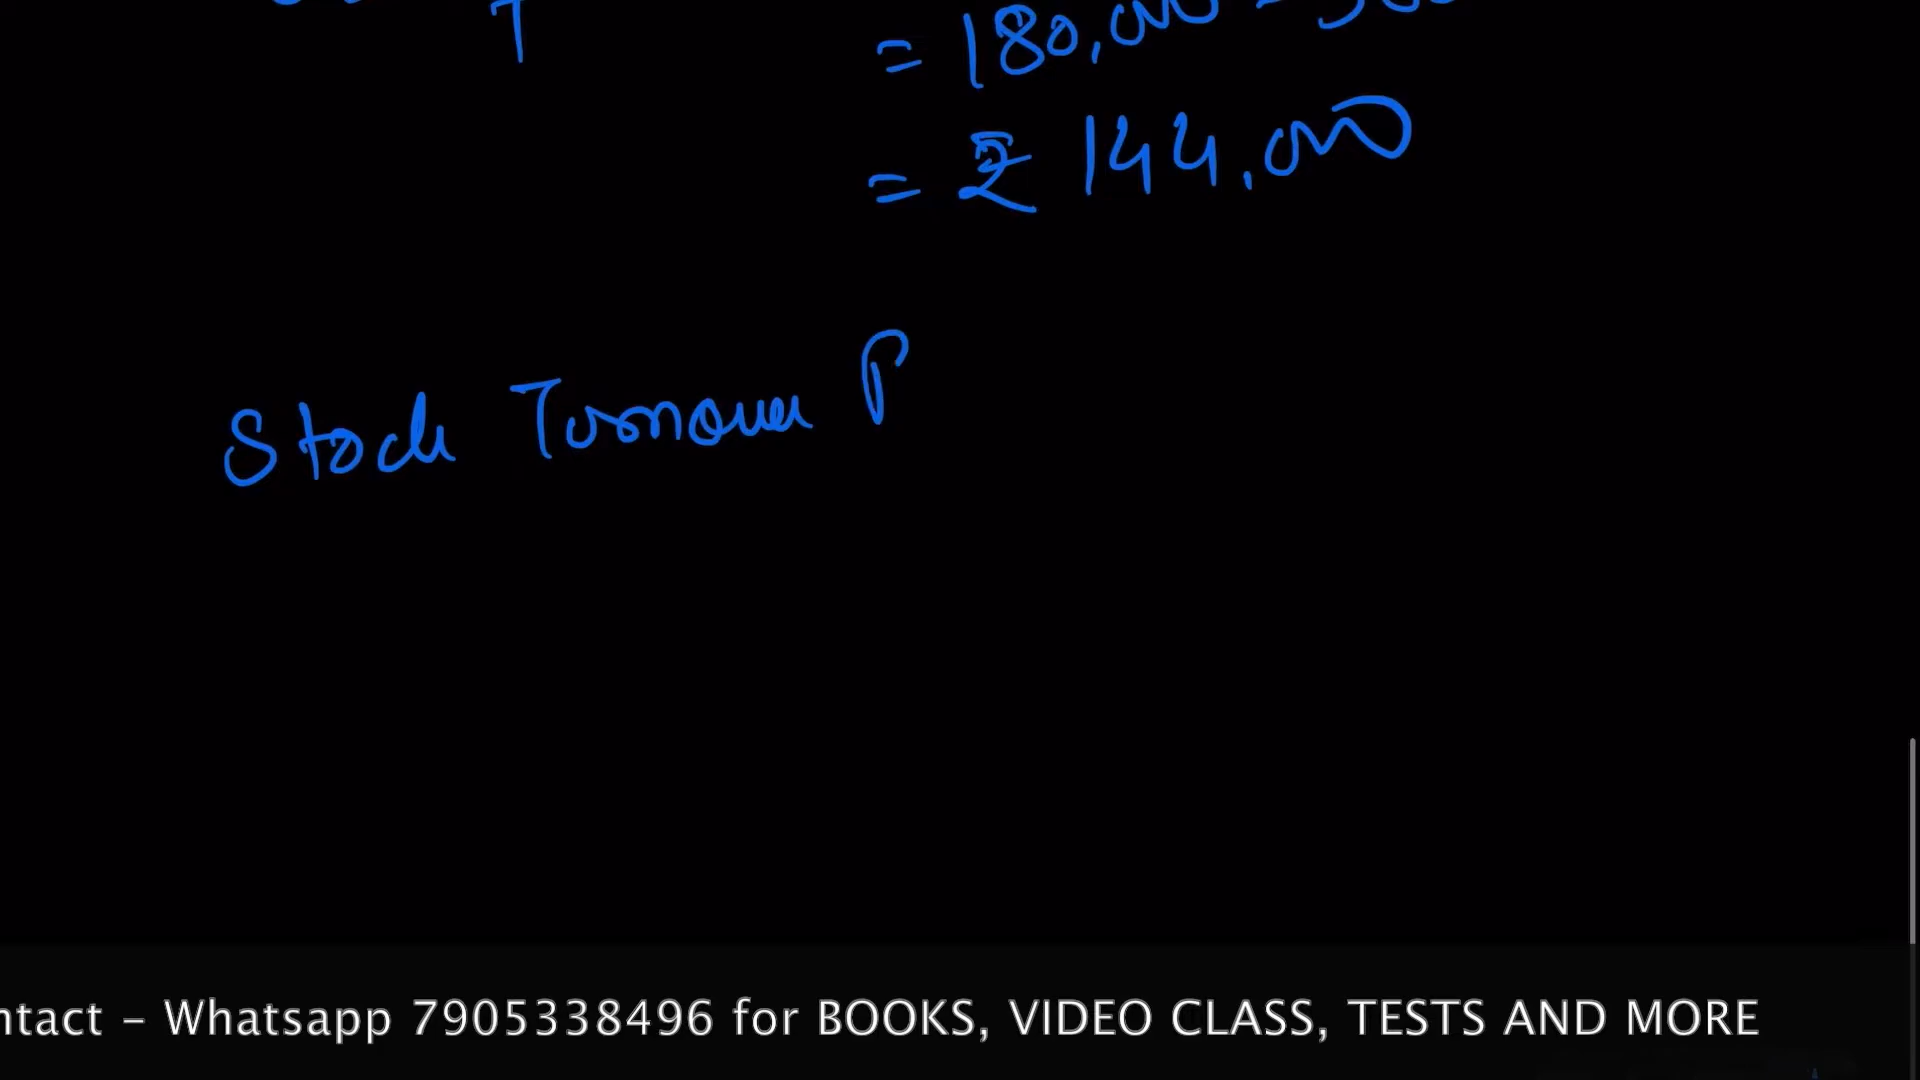 = 180,000 -
= ₹ 144,000
Stock Turnover R
ntact – Whatsapp 7905338496 for BOOKS, VIDEO CLASS, TESTS AND MORE